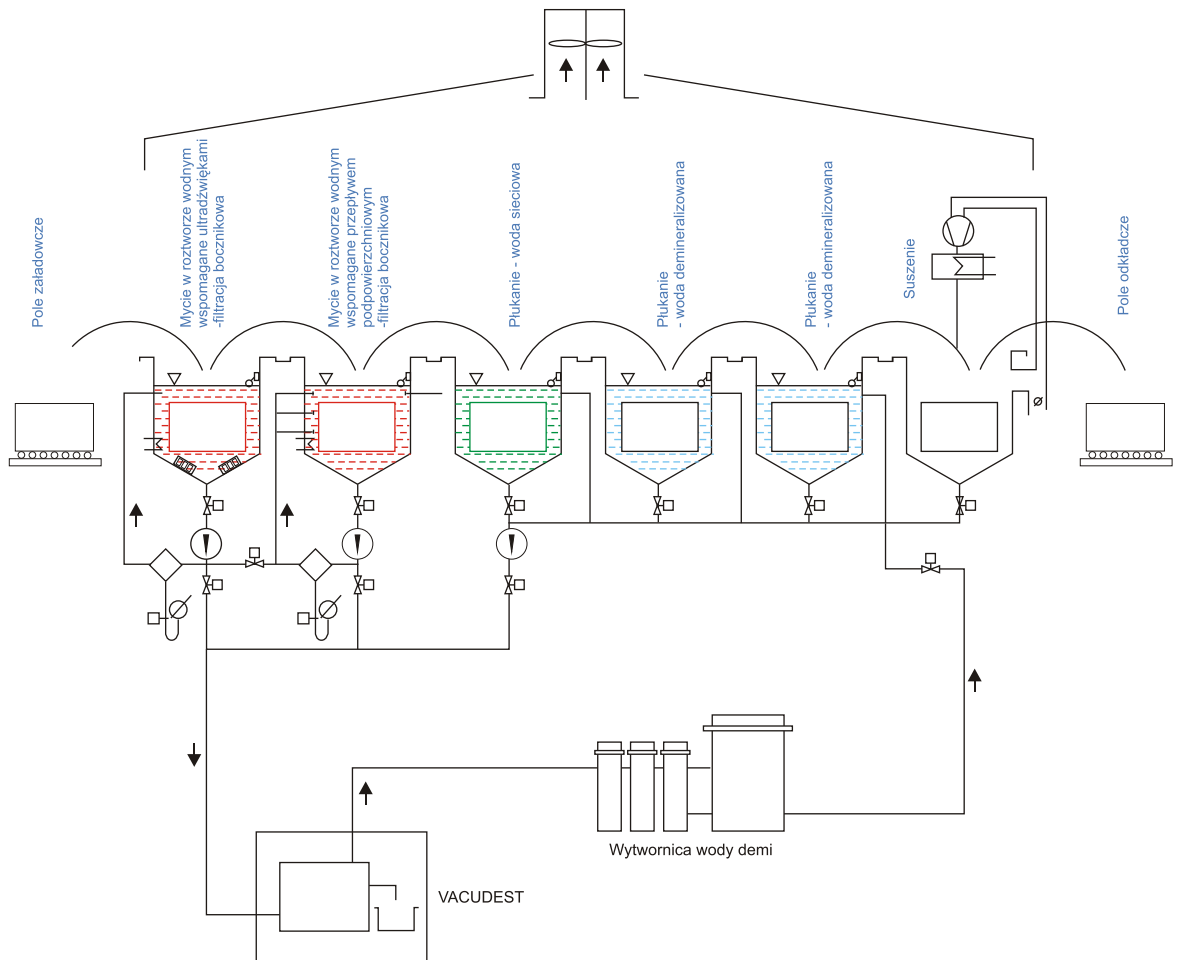 Pole załadowcze
Mycie w roztworze wodnym
wspomagane ultradźwiękami
-filtracja bocznikowa
Mycie w roztworze wodnym
wspomagane przepływem
podpowierzchniowym
-filtracja bocznikowa
Płukanie - woda sieciowa
Płukanie
- woda demineralizowana
Płukanie
- woda demineralizowana
Suszenie
Pole odkładcze
Wytwornica wody demi
VACUDEST